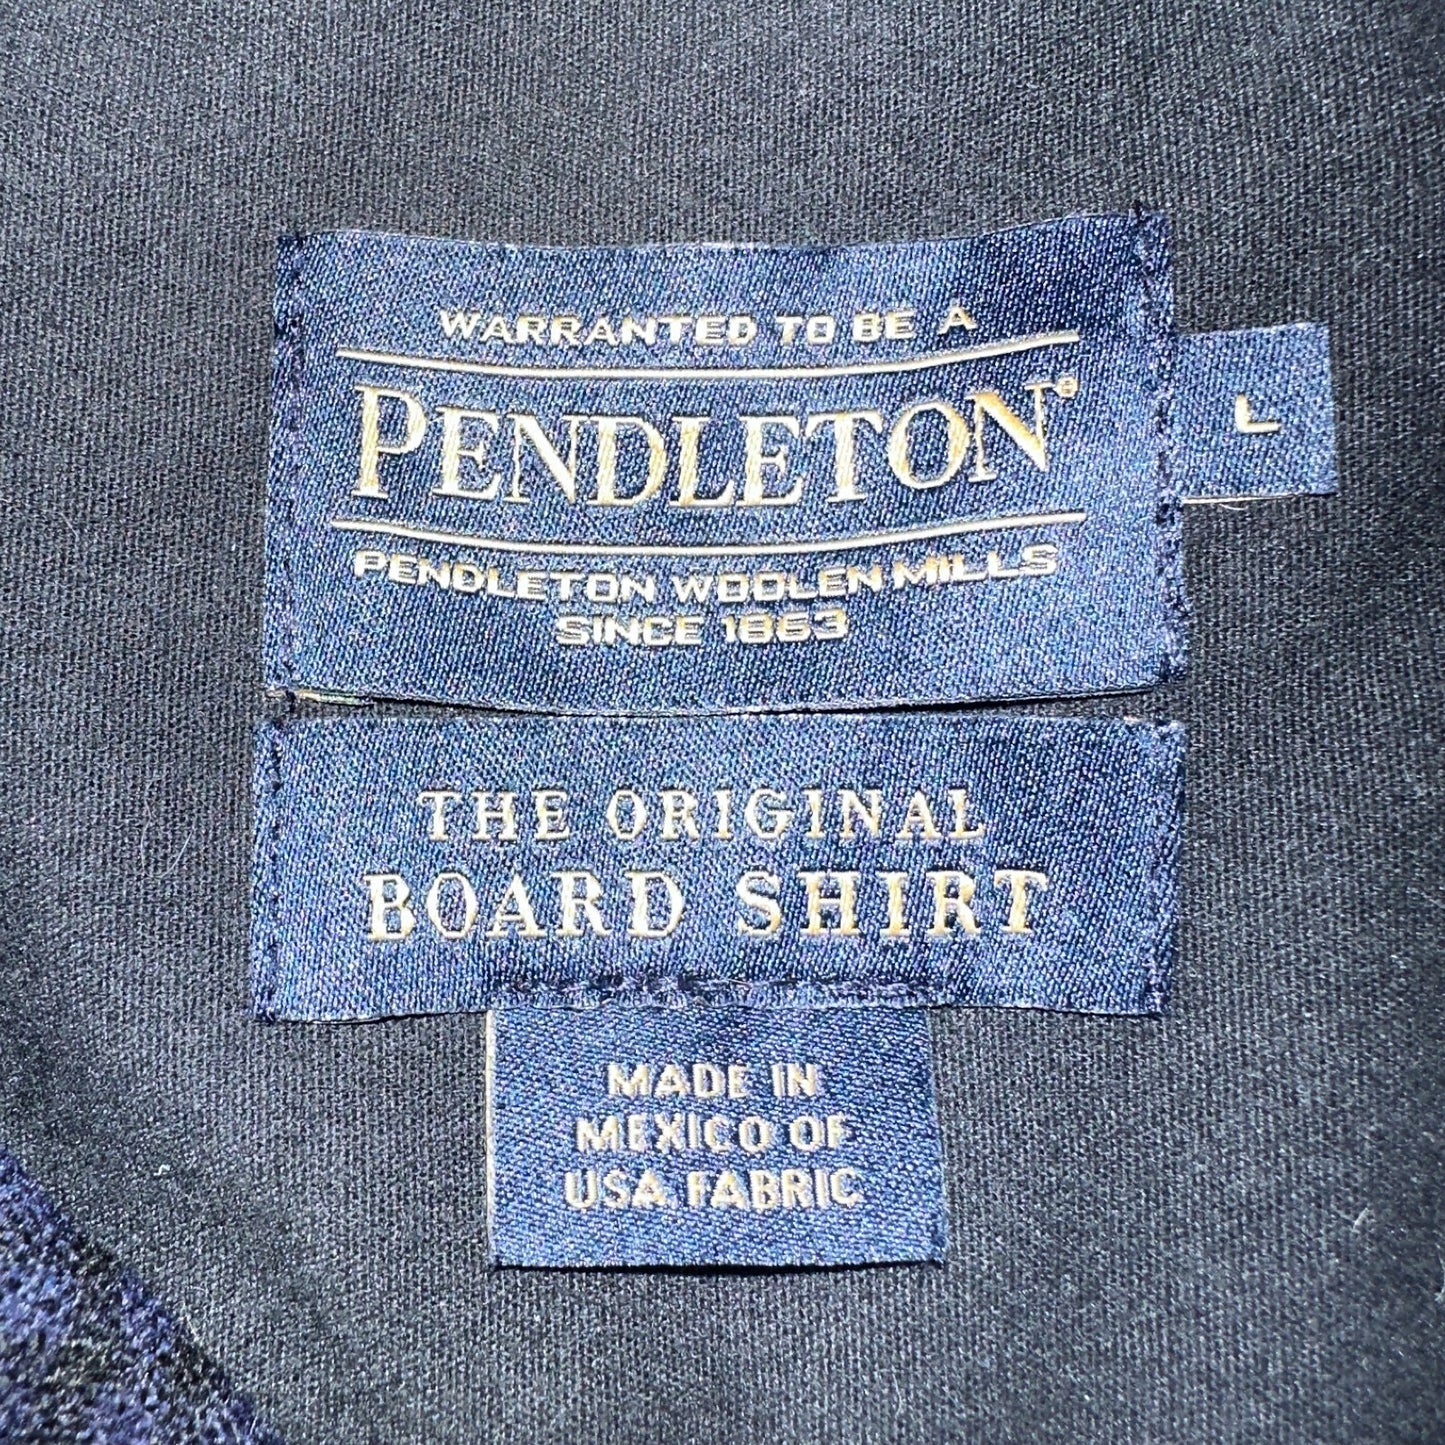 WARRANTED TO BE A
PENDLETON®
L
PENDLETON WOOLEN MILLS
SINCE 1863
THE ORIGINAL
BOARD SHIRT
MADE IN
MEXICO OF
USA FABRIC